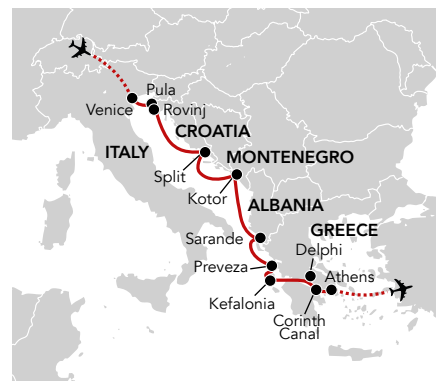 Pula
Venice
Rovinj
CROATIA
ITALY
MONTENEGRO
Split
Kotor
ALBANIA
Sarande
GREECE
Delphi
Preveza
Athens
Kefalonia
Corinth
Canal